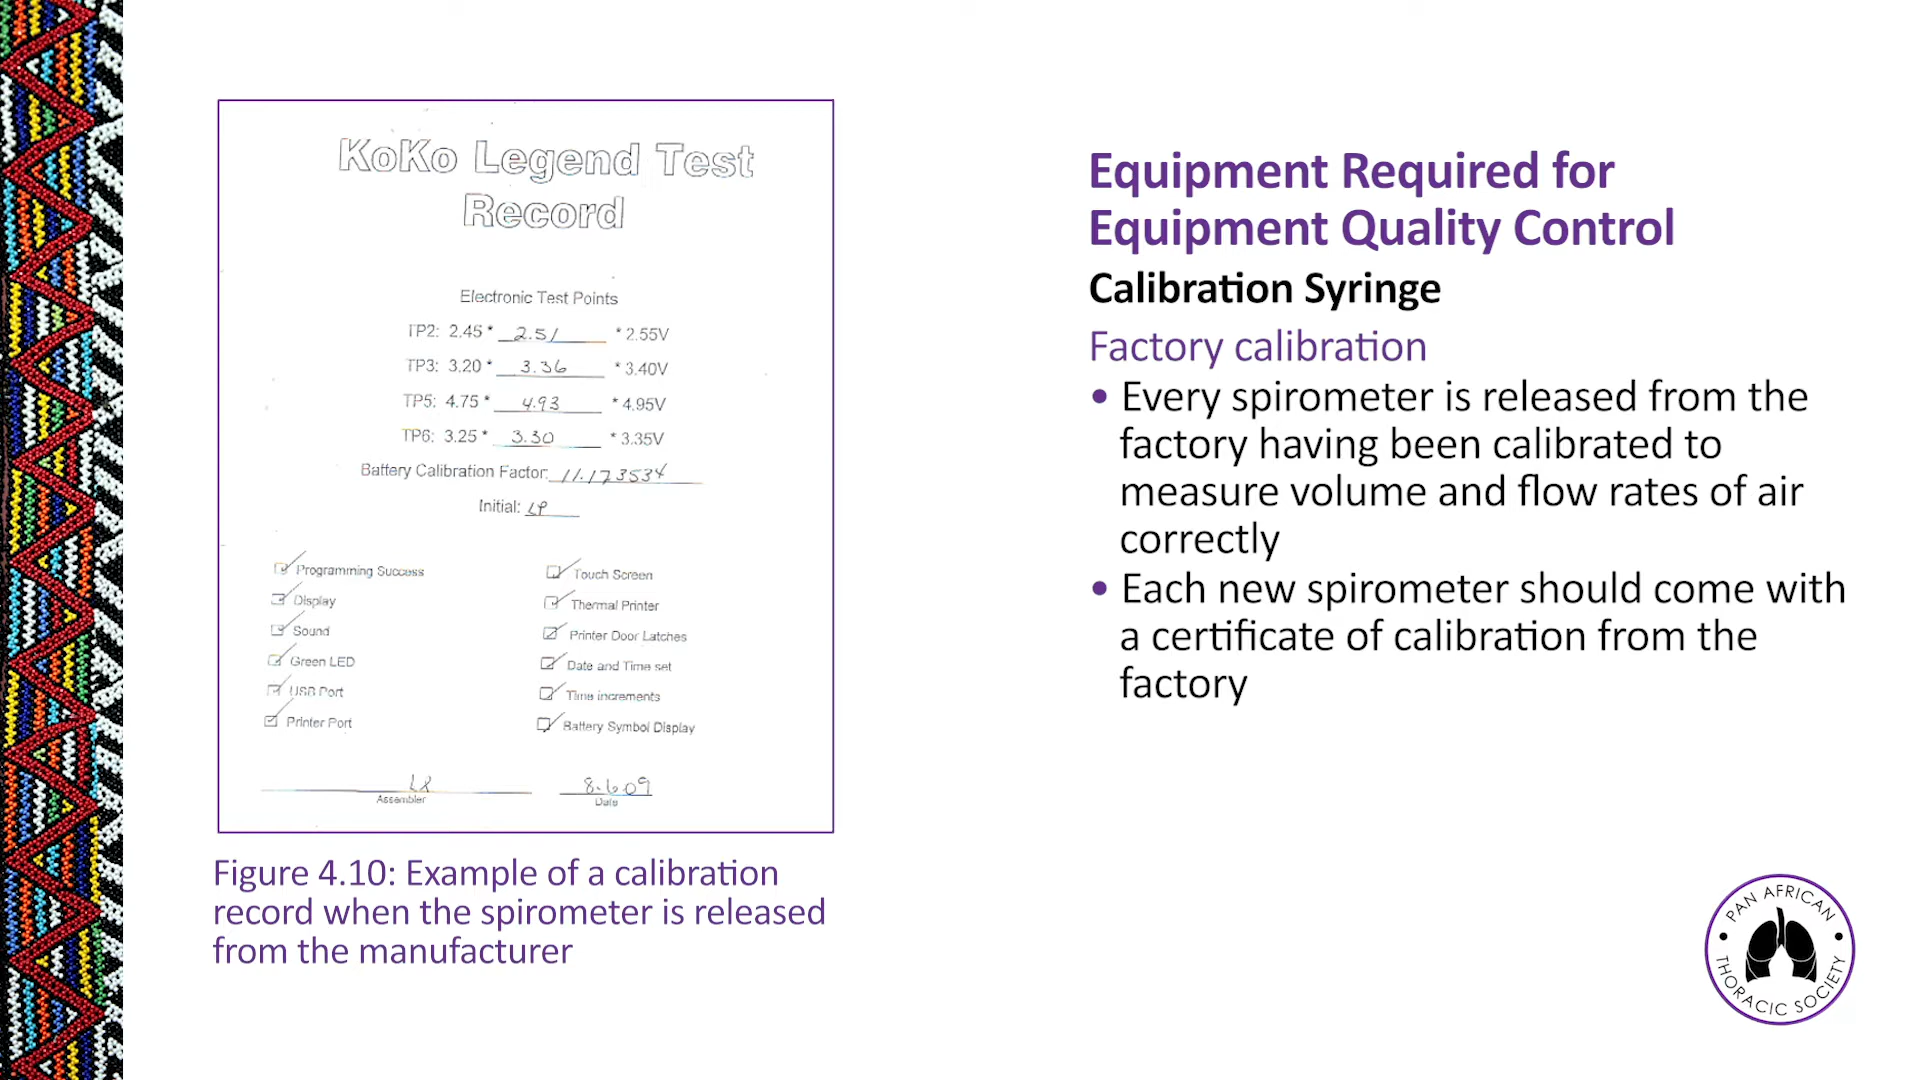 KoKo Legend Test
Record
Electronic Test Points
TP2: 2.45 * 2.51 * 2.55V
TP3: 3.20 * 3.36 * 3.40V
TP5: 4.75 * 4.93 * 4.95V
TP6: 3.25 * 3.30 * 3.35V
Battery Calibration Factor: 11.173534
Initial: LP
Programming Success
Display
Sound
Green LED
USB Port
Printer Port
Touch Screen
Thermal Printer
Printer Door Latches
Date and Time set
Time increments
Battery Symbol Display
Assembler
8.6.09
Date
Figure 4.10: Example of a calibration
record when the spirometer is released
from the manufacturer
Equipment Required for
Equipment Quality Control
Calibration Syringe
Factory calibration
• Every spirometer is released from the
factory having been calibrated to
measure volume and flow rates of air
correctly
• Each new spirometer should come with
a certificate of calibration from the
factory
PAN AFRICAN
THORACIC SOCIETY